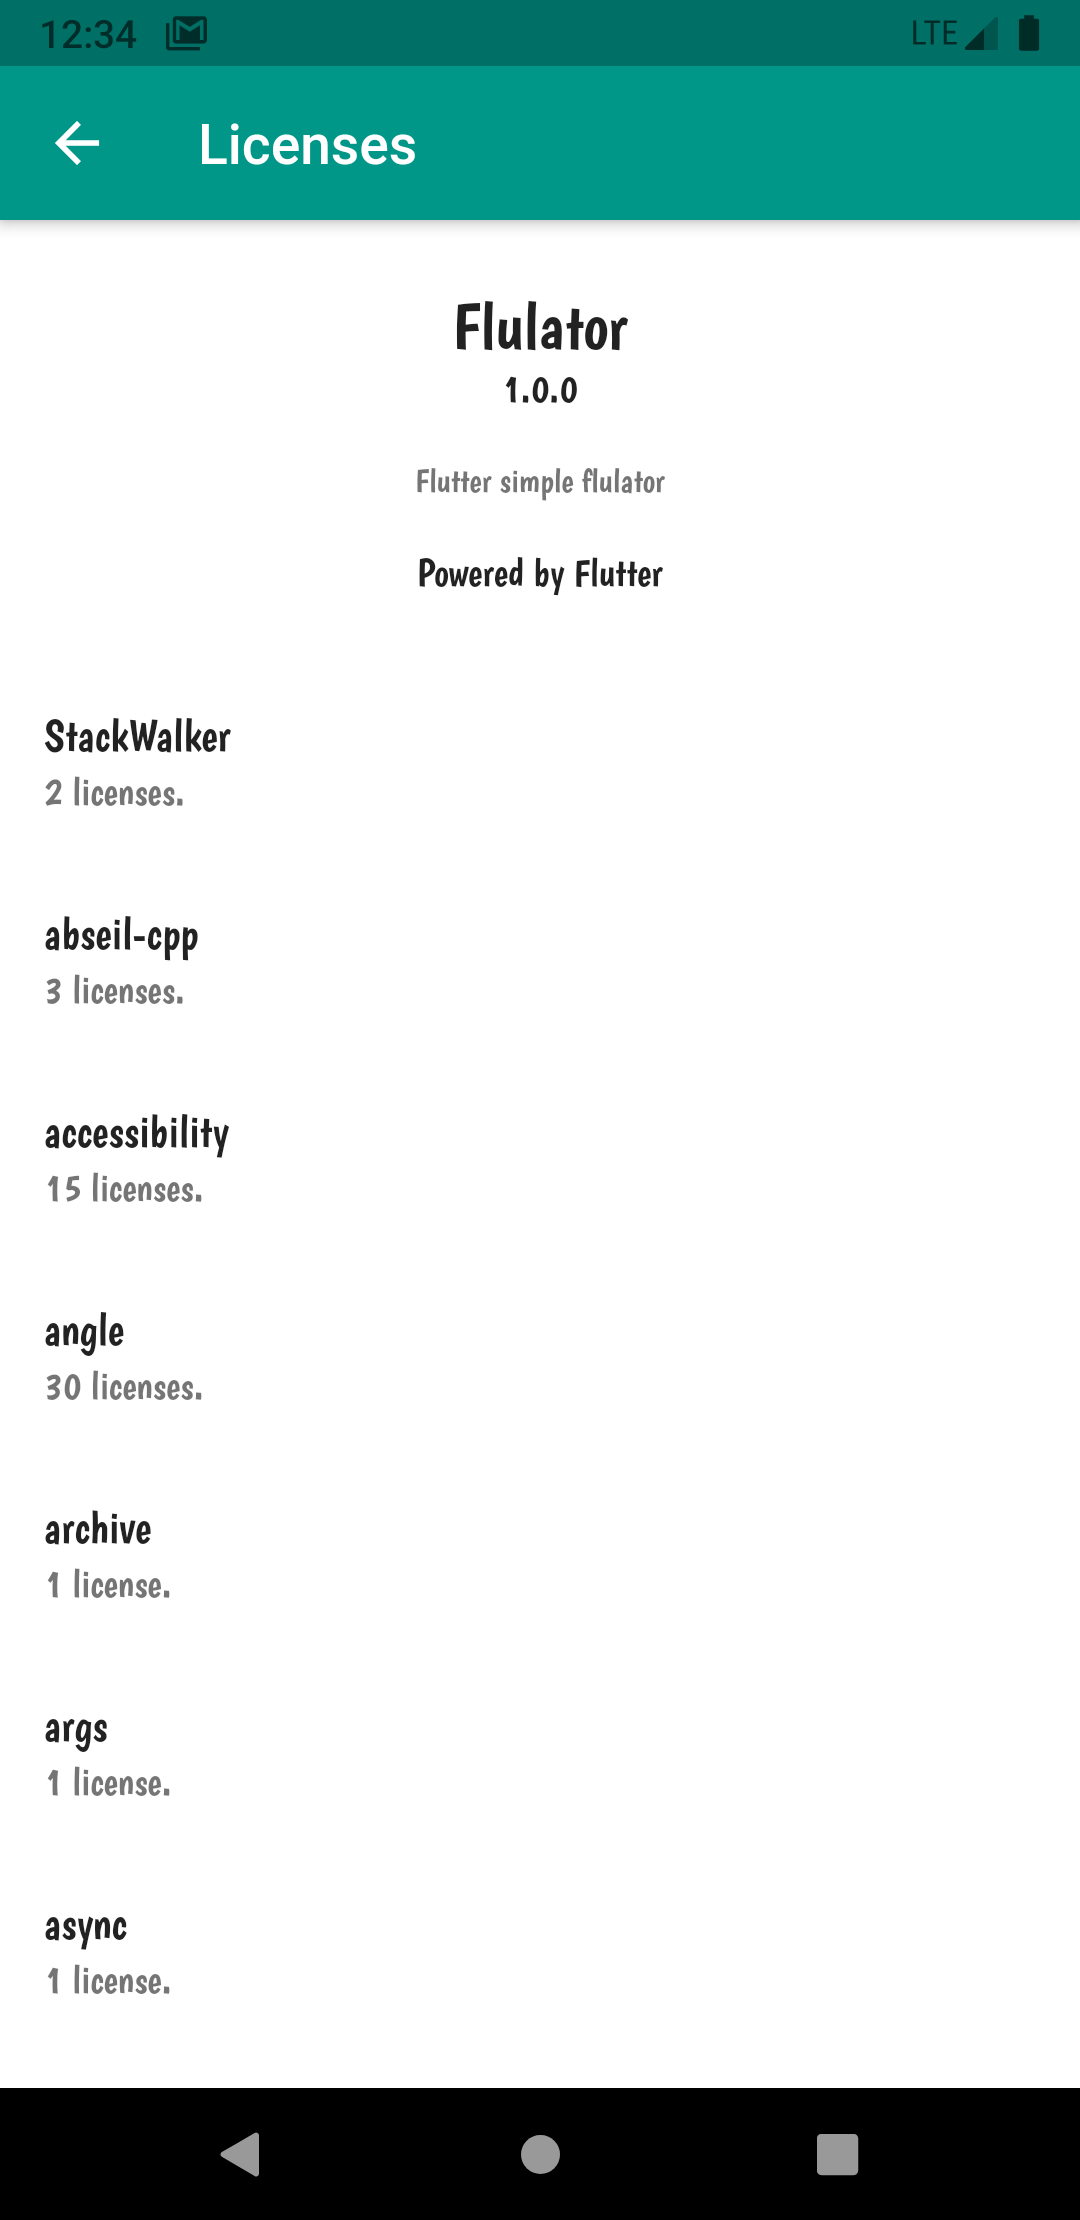 12:34
LTE
Licenses
Flulator
1.0.0
Flutter simple flulator
Powered by Flutter
StackWalker
2 licenses.
abseil-cpp
3 licenses.
accessibility
15 licenses.
angle
30 licenses.
archive
1 license.
args
1 license.
async
1 license.